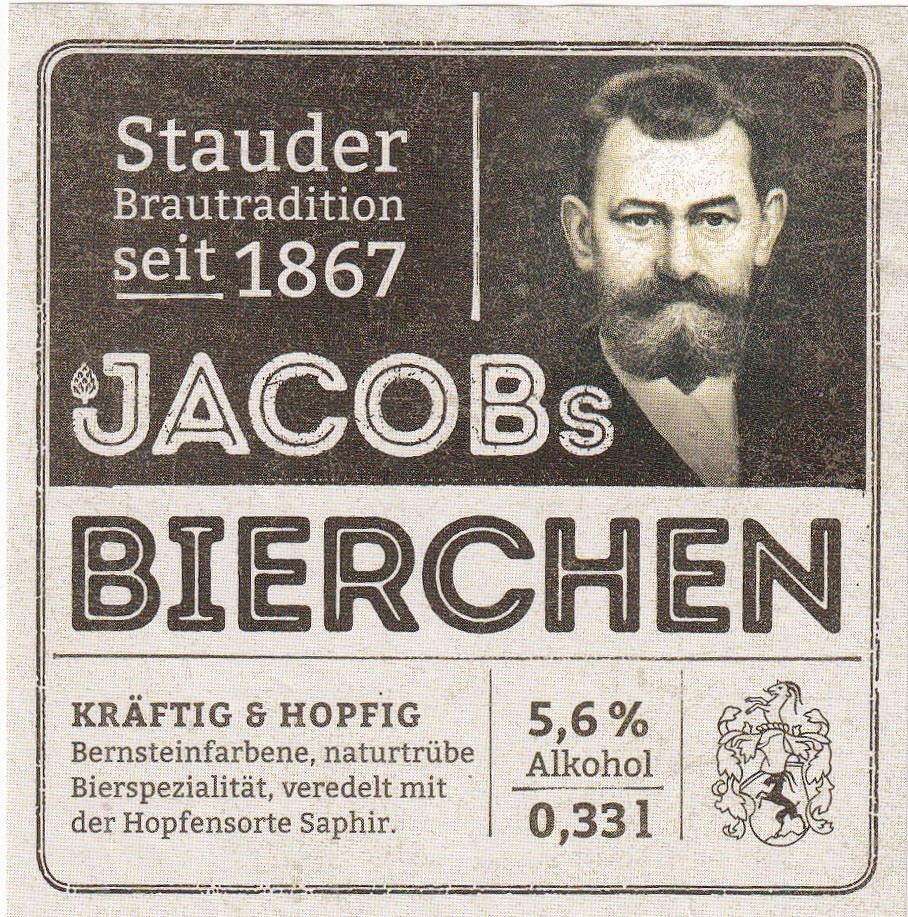 Stauder
Brautradition
seit 1867
JACOBs
BIERCHEN
KRÄFTIG & HOPFIG
Bernsteinfarbene, naturtrübe
Bierspezialität, veredelt mit
der Hopfensorte Saphir.
5,6 %
Alkohol
0,33 l